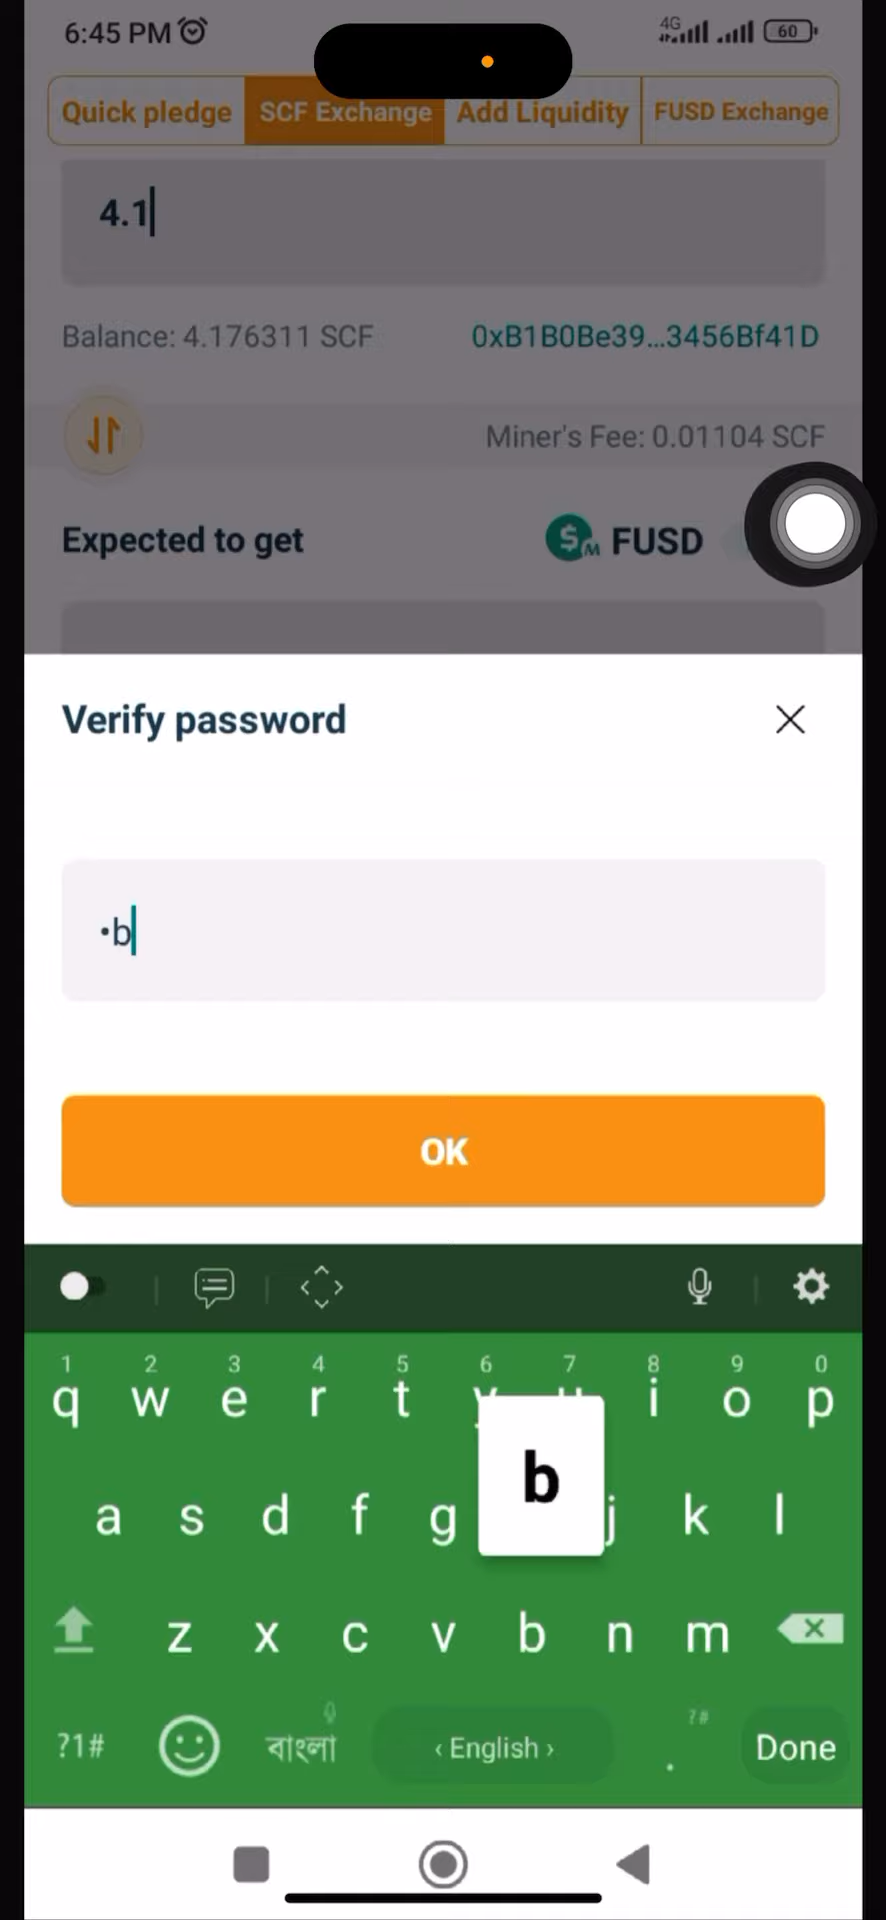 6:45 PM 4G 60
Quick pledge SCF Exchange Add Liquidity FUSD Exchange
4.1
Balance: 4.176311 SCF 0xB1B0Be39...3456Bf41D
Miner's Fee: 0.01104 SCF
Expected to get $M FUSD
Verify password
•b
OK
1 2 3 4 5 6 7 8 9 0
q w e r t y u i o p
b
a s d f g j k l
z x c v b n m
?#
?1# বাংলা ‹ English › . Done